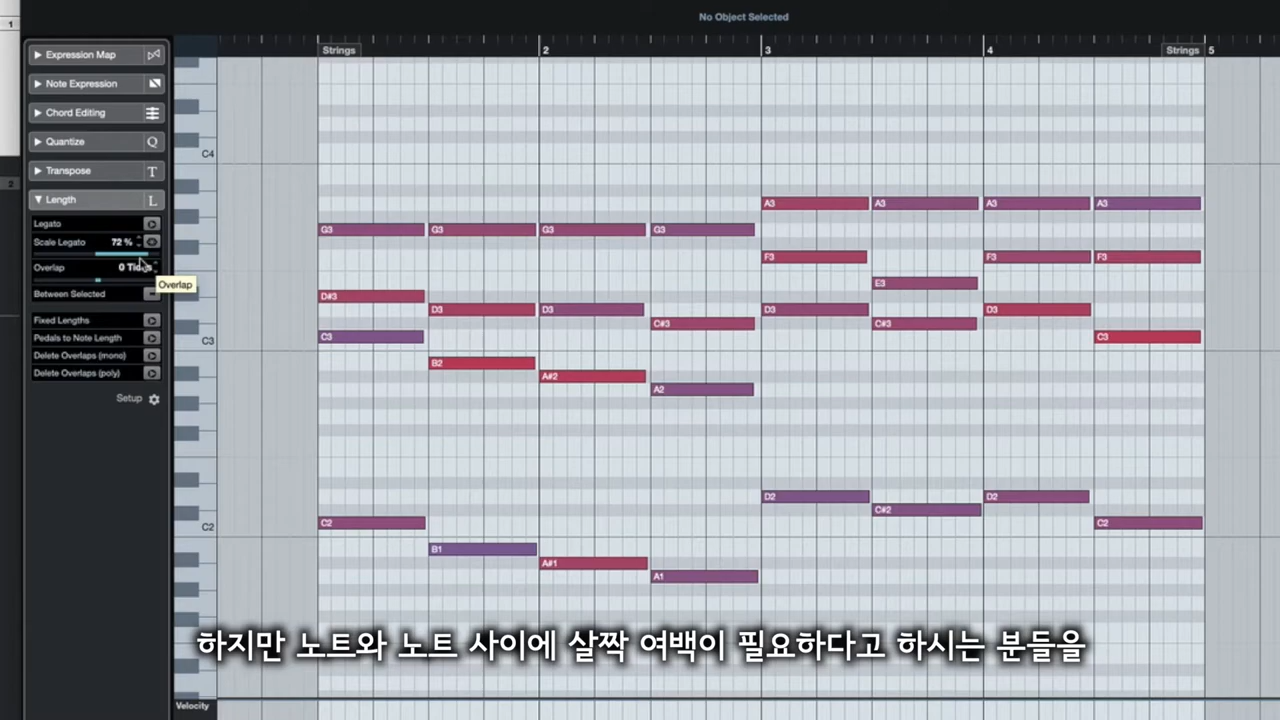 No Object Selected
1
2
Strings
2
3
4
Strings
5
Expression Map
Note Expression
Chord Editing
Quantize Q
Transpose T
Length L
Legato
Scale Legato 72 %
Overlap 0
Overlap
Between Selected
Fixed Lengths
Pedals to Note Length
Delete Overlaps (mono)
Delete Overlaps (poly)
Setup
C4
C3
C2
A3 A3 A3 A3
G3 G3 G3 G3
F3 F3 F3
E3
D#3
D3 D3 D3 D3
C#3 C#3
C3 C3
B2
A#2
A2
D2 D2
C#2
C2 C2
B1
A#1
A1
하지만 노트와 노트 사이에 살짝 여백이 필요하다고 하시는 분들을
Velocity